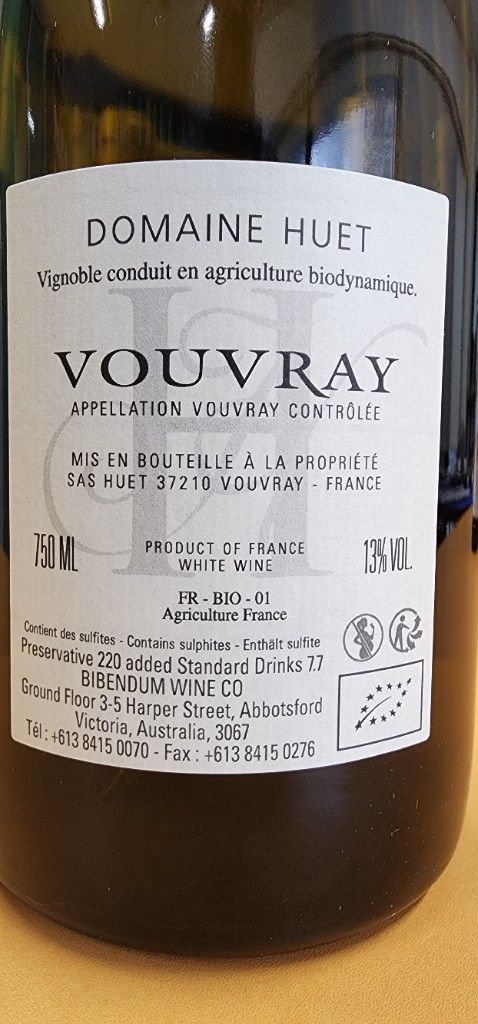 DOMAINE HUET
Vignoble conduit en agriculture biodynamique.
VOUVRAY
APPELLATION VOUVRAY CONTRÔLÉE
MIS EN BOUTEILLE À LA PROPRIÉTÉ
SAS HUET 37210 VOUVRAY - FRANCE
750 ML
PRODUCT OF FRANCE
WHITE WINE
13% VOL.
FR - BIO - 01
Agriculture France
Contient des sulfites - Contains sulphites - Enthält sulfite
Preservative 220 added Standard Drinks 7.7
BIBENDUM WINE CO
Ground Floor 3-5 Harper Street, Abbotsford
Victoria, Australia, 3067
Tél : +613 8415 0070 - Fax : +613 8415 0276